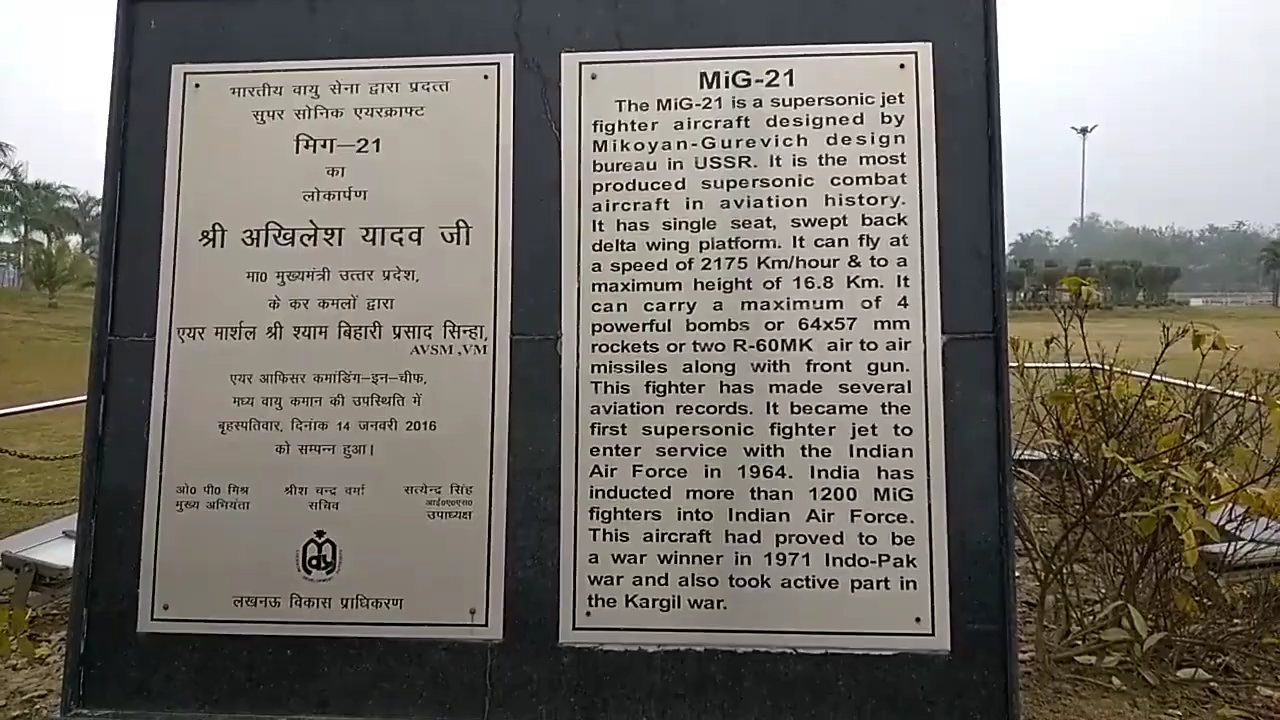 भारतीय वायु सेना द्वारा प्रदत्त
सुपर सोनिक एयरक्राफ्ट
मिग–21
का
लोकार्पण
श्री अखिलेश यादव जी
मा0 मुख्यमंत्री उत्तर प्रदेश,
के कर कमलों द्वारा
एयर मार्शल श्री श्याम बिहारी प्रसाद सिन्हा,
AVSM ,VM
एयर आफिसर कमांडिंग–इन–चीफ,
मध्य वायु कमान की उपस्थिति में
बृहस्पतिवार, दिनांक 14 जनवरी 2016
को सम्पन्न हुआ।
ओ0 पी0 मिश्र
मुख्य अभियंता
श्रीश चन्द्र वर्मा
सचिव
सत्येन्द्र सिंह
आई०ए०एस०
उपाध्यक्ष
लखनऊ विकास प्राधिकरण
MiG-21
The MiG-21 is a supersonic jet
fighter aircraft designed by
Mikoyan-Gurevich design
bureau in USSR. It is the most
produced supersonic combat
aircraft in aviation history.
It has single seat, swept back
delta wing platform. It can fly at
a speed of 2175 Km/hour & to a
maximum height of 16.8 Km. It
can carry a maximum of 4
powerful bombs or 64x57 mm
rockets or two R-60MK air to air
missiles along with front gun.
This fighter has made several
aviation records. It became the
first supersonic fighter jet to
enter service with the Indian
Air Force in 1964. India has
inducted more than 1200 MiG
fighters into Indian Air Force.
This aircraft had proved to be
a war winner in 1971 Indo-Pak
war and also took active part in
the Kargil war.